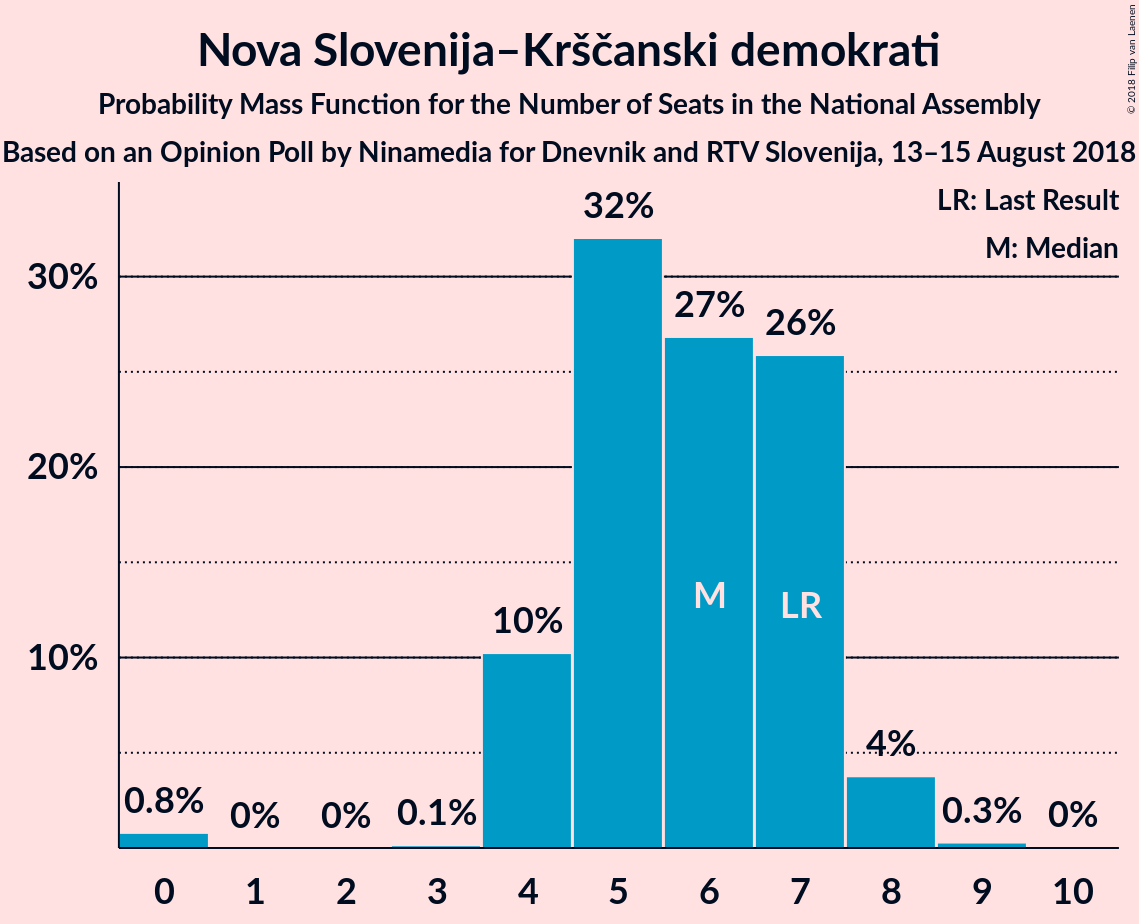 Nova Slovenija–Krščanski demokrati
Probability Mass Function for the Number of Seats in the National Assembly
Based on an Opinion Poll by Ninamedia for Dnevnik and RTV Slovenija, 13–15 August 2018
© 2018 Filip van Laenen
LR: Last Result
M: Median
30%
20%
10%
0.8%
0%
0%
0.1%
10%
32%
27%
26%
4%
0.3%
0%
M
LR
0 1 2 3 4 5 6 7 8 9 10